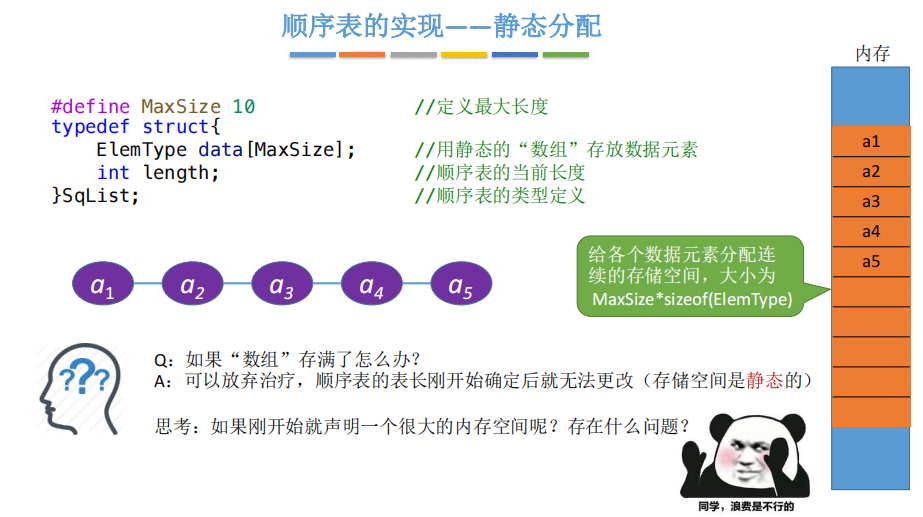 顺序表的实现——静态分配
内存
#define MaxSize 10 //定义最大长度
typedef struct{
ElemType data[MaxSize]; //用静态的“数组”存放数据元素
int length; //顺序表的当前长度
}SqList; //顺序表的类型定义
a1
a2
a3
a4
a5
给各个数据元素分配连
续的存储空间，大小为
MaxSize*sizeof(ElemType)
a1 a2 a3 a4 a5
???
Q：如果“数组”存满了怎么办？
A：可以放弃治疗，顺序表的表长刚开始确定后就无法更改（存储空间是静态的）
思考：如果刚开始就声明一个很大的内存空间呢？存在什么问题？
同学，浪费是不行的